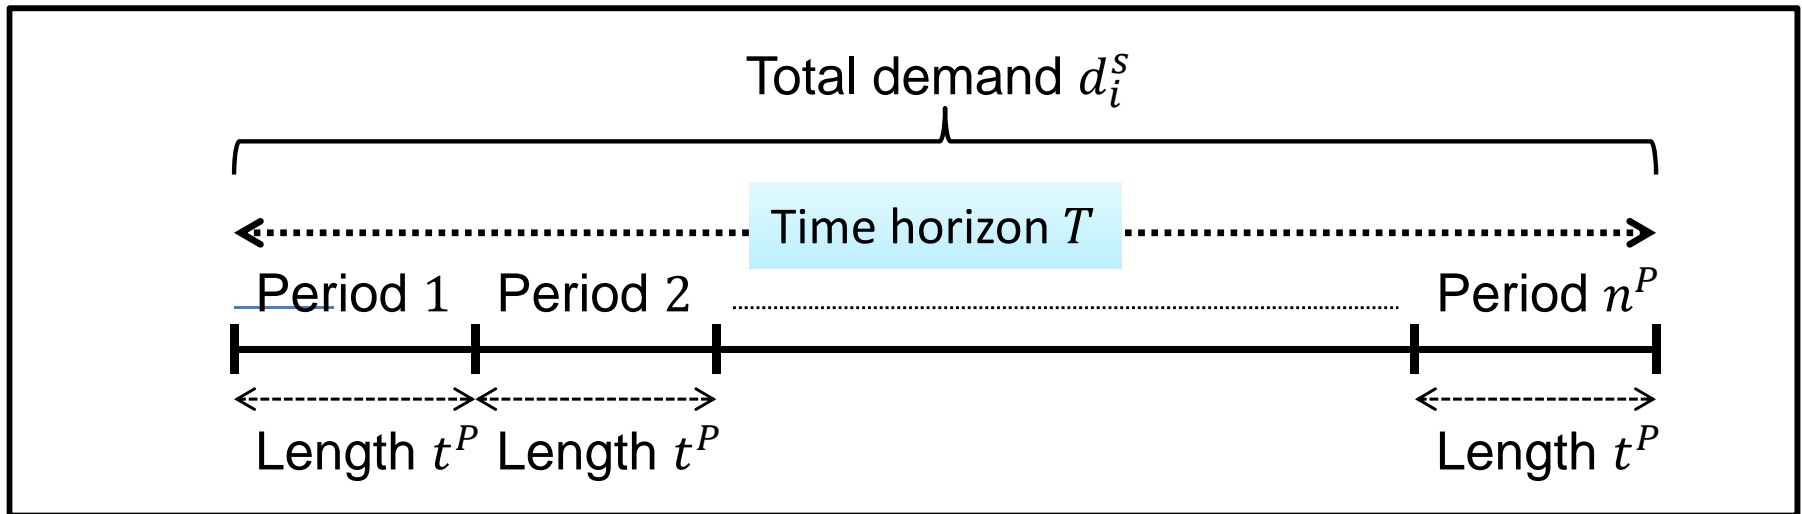 Total demand $d_i^s$
Time horizon $T$
Period 1 Period 2 Period $n^P$
Length $t^P$ Length $t^P$ Length $t^P$